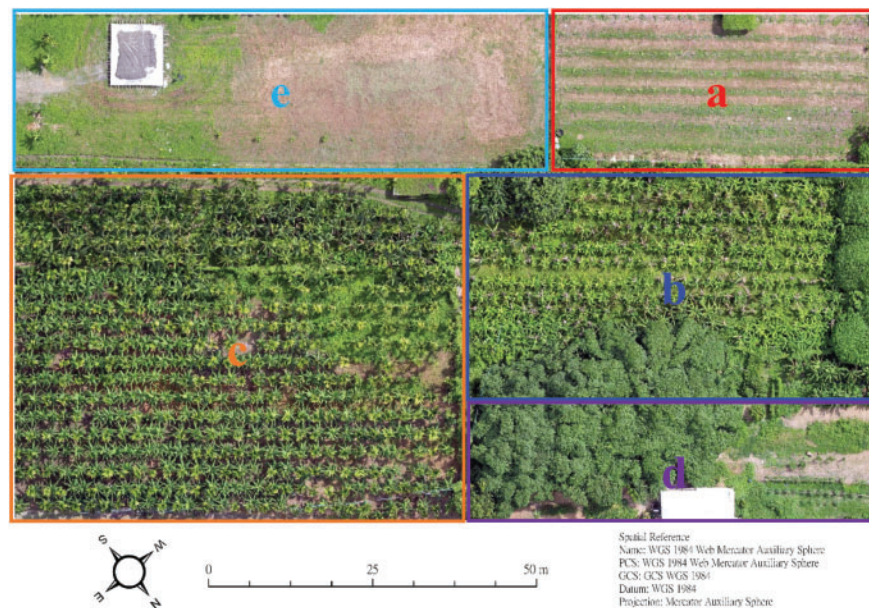 e
a
b
c
d
S
W
E
N
0
25
50 m
Spatial Reference
Name: WGS 1984 Web Mercator Auxiliary Sphere
PCS: WGS 1984 Web Mercator Auxiliary Sphere
GCS: GCS WGS 1984
Datum: WGS 1984
Projection: Mercator Auxiliary Sphere